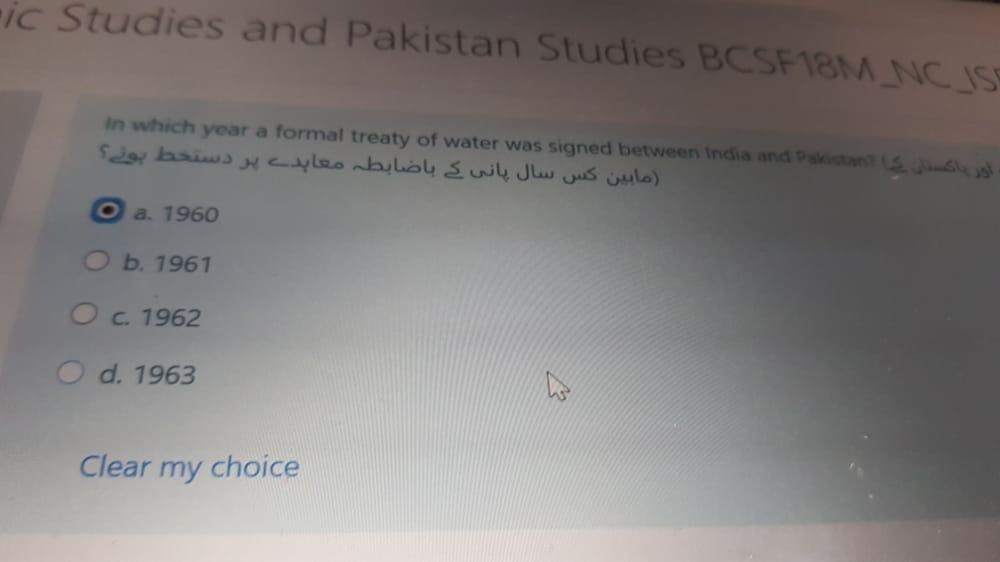 ic Studies and Pakistan Studies BCSF18M_NC_IS
In which year a formal treaty of water was signed between India and Pakistan? اور پاکستان کے
(مابین کس سال پانی کے باضابطہ معاہدے پر دستخط ہوئے؟
a. 1960
b. 1961
c. 1962
d. 1963
Clear my choice